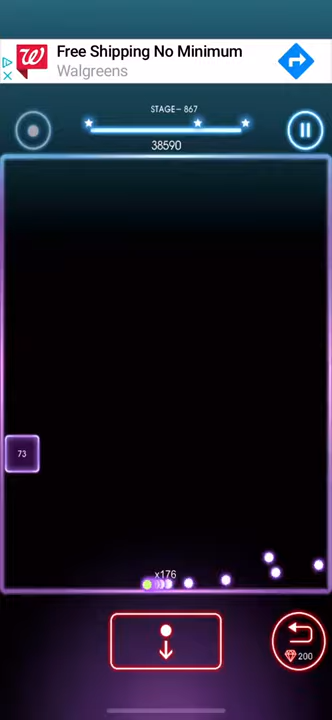 Free Shipping No Minimum
Walgreens
STAGE- 867
38590
73
x176
200